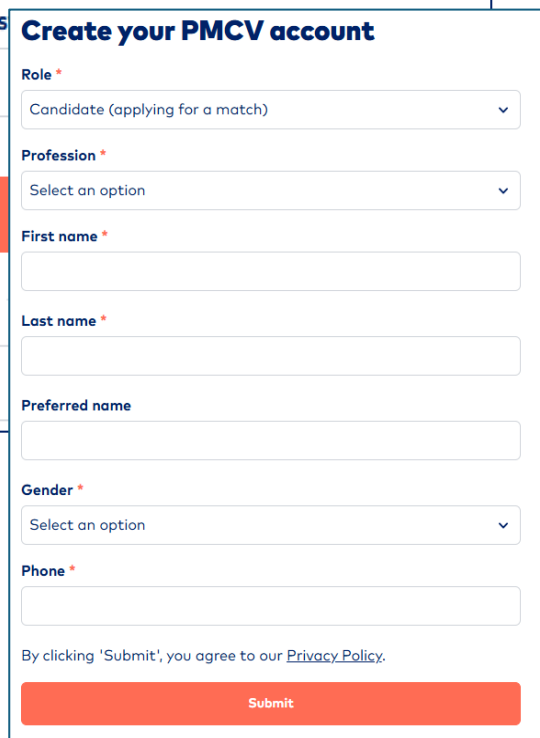 Create your PMCV account
Role *
Candidate (applying for a match)
Profession *
Select an option
First name *
Last name *
Preferred name
Gender *
Select an option
Phone *
By clicking 'Submit', you agree to our Privacy Policy.
Submit